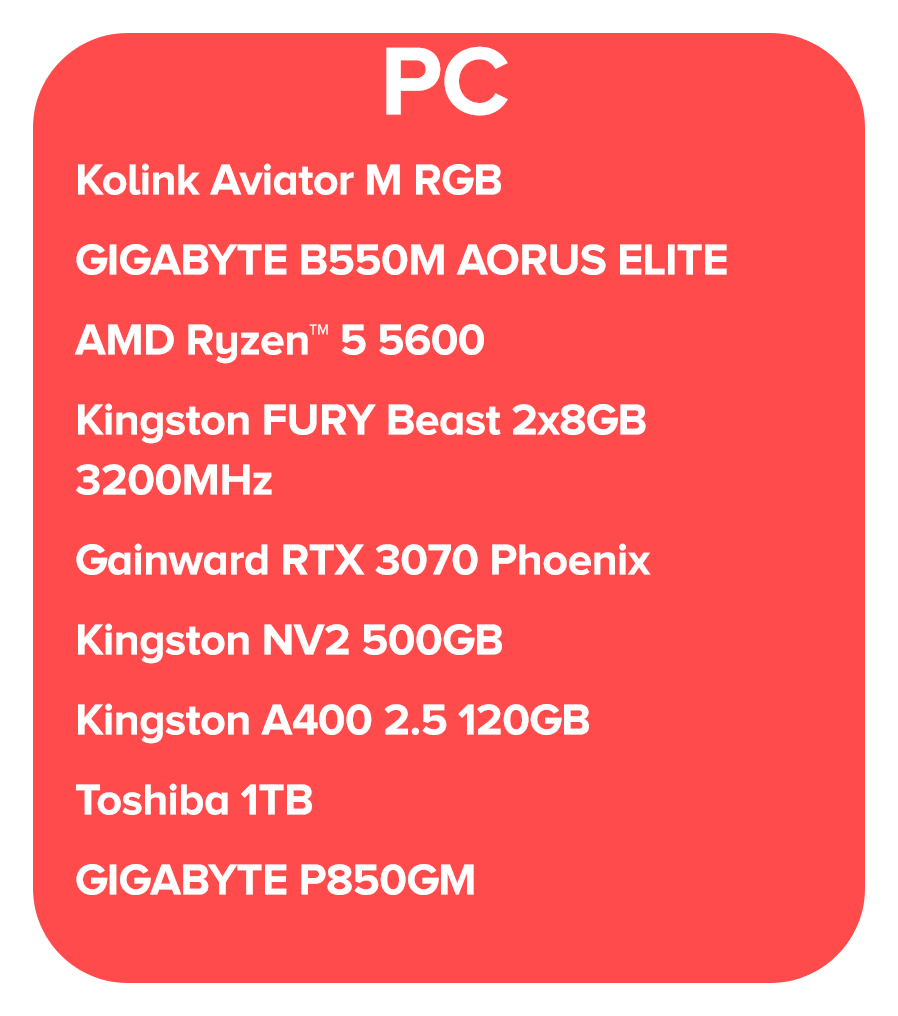 PC
Kolink Aviator M RGB
GIGABYTE B550M AORUS ELITE
AMD Ryzen™ 5 5600
Kingston FURY Beast 2x8GB
3200MHz
Gainward RTX 3070 Phoenix
Kingston NV2 500GB
Kingston A400 2.5 120GB
Toshiba 1TB
GIGABYTE P850GM